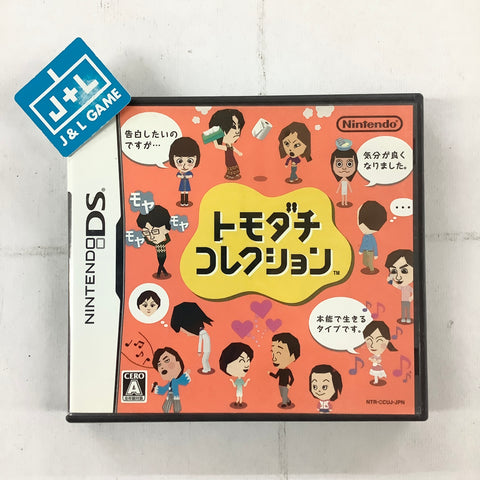 J&L
J&L GAME
Nintendo
告白したいの
ですが…
気分が良く
なりました。
モヤ
モヤ
モヤ
トモダチ
コレクション™
NINTENDO DS
本能で生きる
タイプです。
CERO
A
NTR-CCUJ-JPN